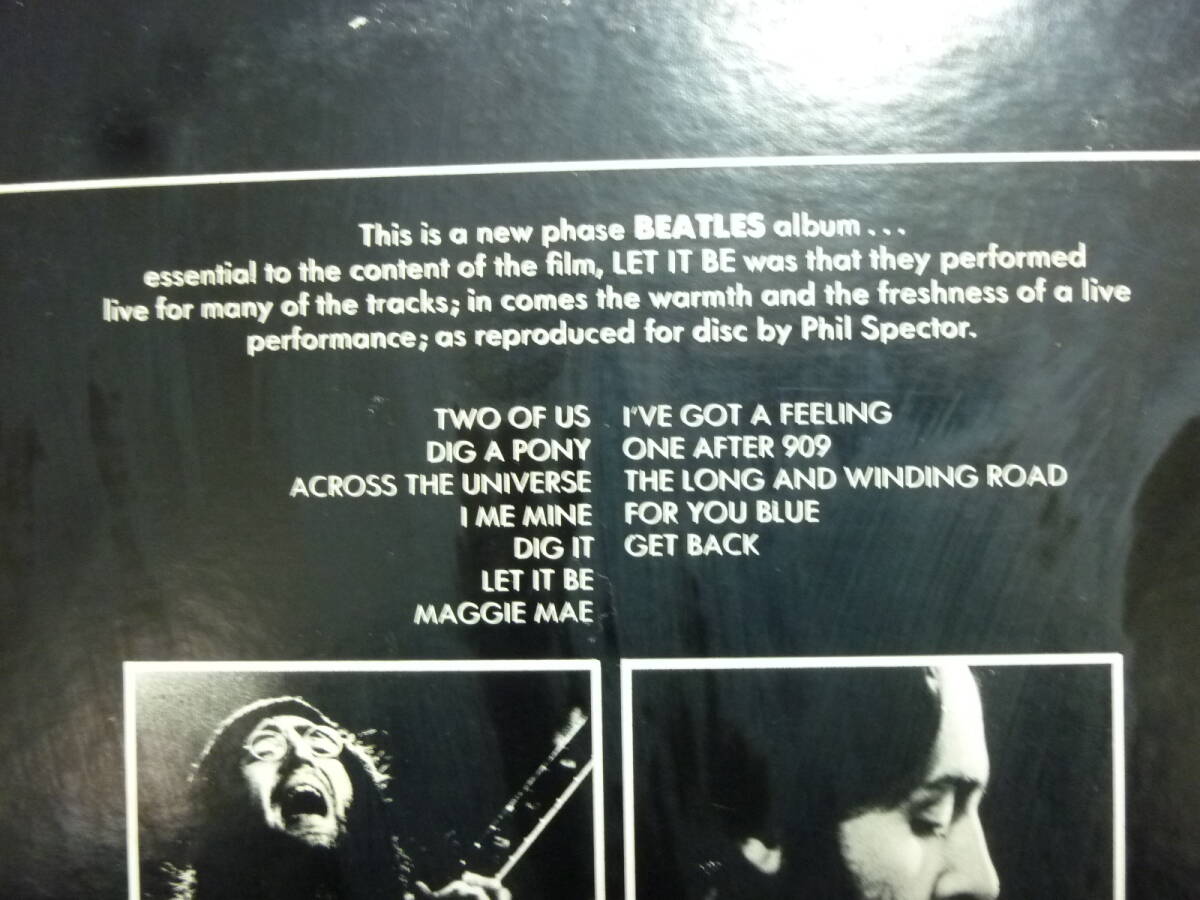 This is a new phase BEATLES album...
essential to the content of the film, LET IT BE was that they performed
live for many of the tracks; in comes the warmth and the freshness of a live
performance; as reproduced for disc by Phil Spector.
TWO OF US
DIG A PONY
ACROSS THE UNIVERSE
I ME MINE
DIG IT
LET IT BE
MAGGIE MAE
I'VE GOT A FEELING
ONE AFTER 909
THE LONG AND WINDING ROAD
FOR YOU BLUE
GET BACK